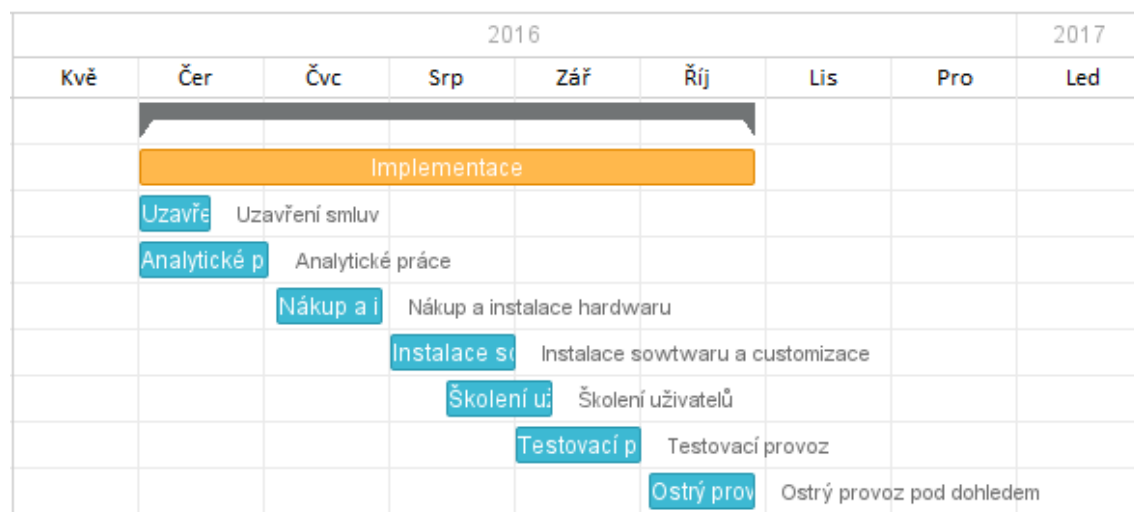 2016 2017
Kvě Čer Čvc Srp Zář Říj Lis Pro Led
Implementace
Uzavře Uzavření smluv
Analytické p Analytické práce
Nákup a i Nákup a instalace hardwaru
Instalace so Instalace sowtwaru a customizace
Školení už Školení uživatelů
Testovací p Testovací provoz
Ostrý prov Ostrý provoz pod dohledem